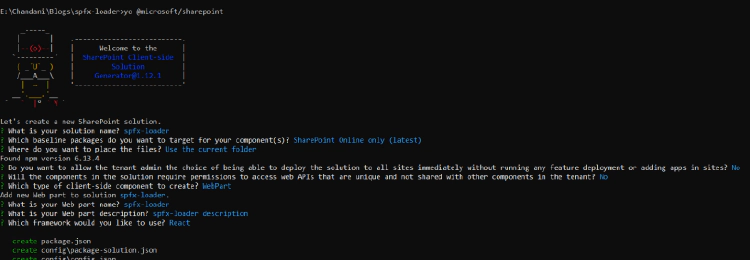 E:\Chandani\Blogs\spfx-loader>yo @microsoft/sharepoint
Welcome to the
SharePoint Client-side
Solution
Generator@1.12.1
Let's create a new SharePoint solution.
? What is your solution name? spfx-loader
? Which baseline packages do you want to target for your component(s)? SharePoint Online only (latest)
? Where do you want to place the files? Use the current folder
Found npm version 6.13.4
? Do you want to allow the tenant admin the choice of being able to deploy the solution to all sites immediately without running any feature deployment or adding apps in sites? No
? Will the components in the solution require permissions to access web APIs that are unique and not shared with other components in the tenant? No
? Which type of client-side component to create? WebPart
Add new Web part to solution spfx-loader.
? What is your Web part name? spfx-loader
? What is your Web part description? spfx-loader description
? Which framework would you like to use? React
create package.json
create config\package-solution.json
create config\config.json